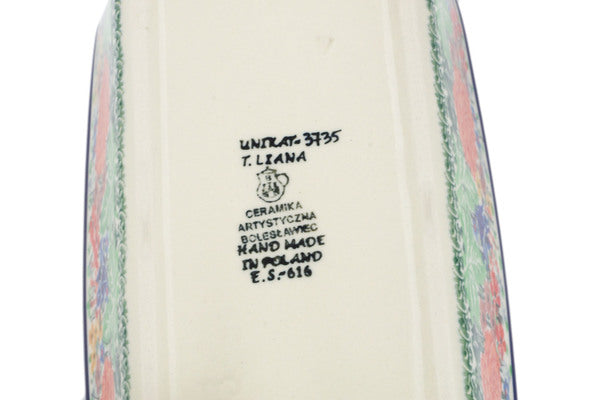 UNIKAT-3735
T. LIANA
CERAMIKA
ARTYSTYCZNA
BOLESŁAWIEC
HAND MADE
IN POLAND
E.S.-616